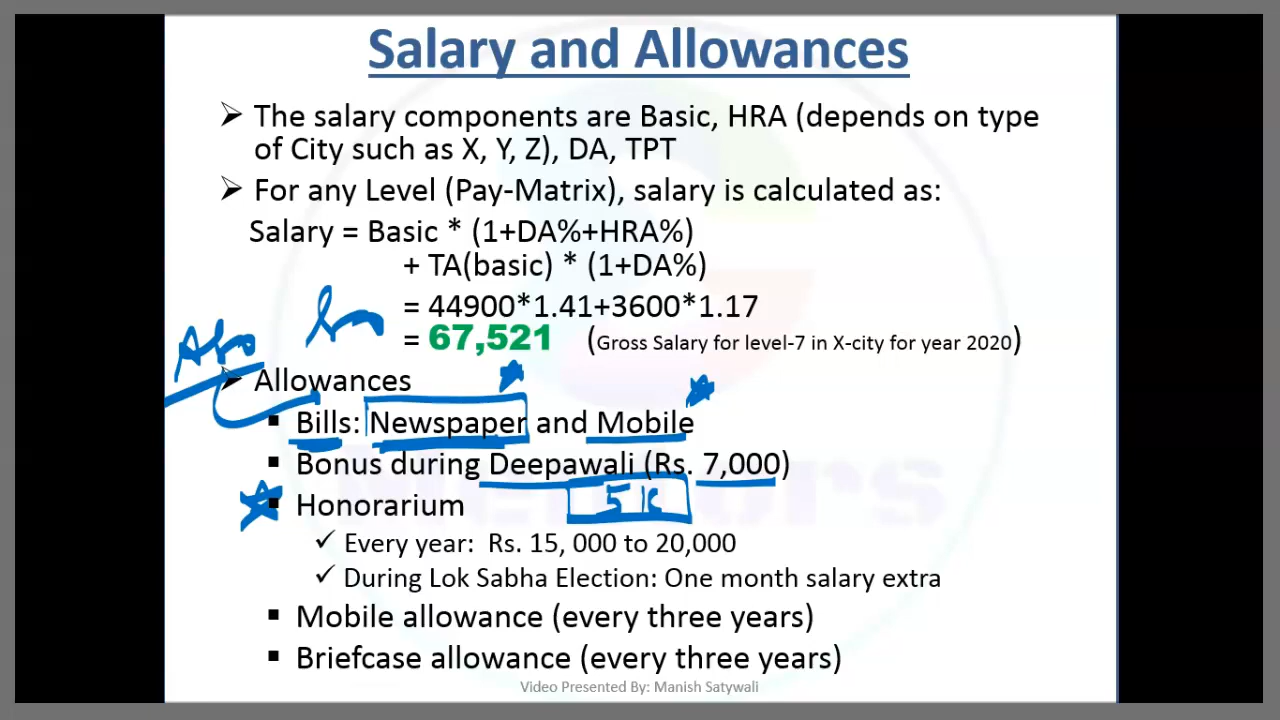 Salary and Allowances
➢ The salary components are Basic, HRA (depends on type
of City such as X, Y, Z), DA, TPT
➢ For any Level (Pay-Matrix), salary is calculated as:
Salary = Basic * (1+DA%+HRA%)
+ TA(basic) * (1+DA%)
= 44900*1.41+3600*1.17
= 67,521 (Gross Salary for level-7 in X-city for year 2020)
➢ Allowances
▪ Bills: Newspaper and Mobile
▪ Bonus during Deepawali (Rs. 7,000)
▪ Honorarium 5K
✓ Every year: Rs. 15, 000 to 20,000
✓ During Lok Sabha Election: One month salary extra
▪ Mobile allowance (every three years)
▪ Briefcase allowance (every three years)
Video Presented By: Manish Satywali